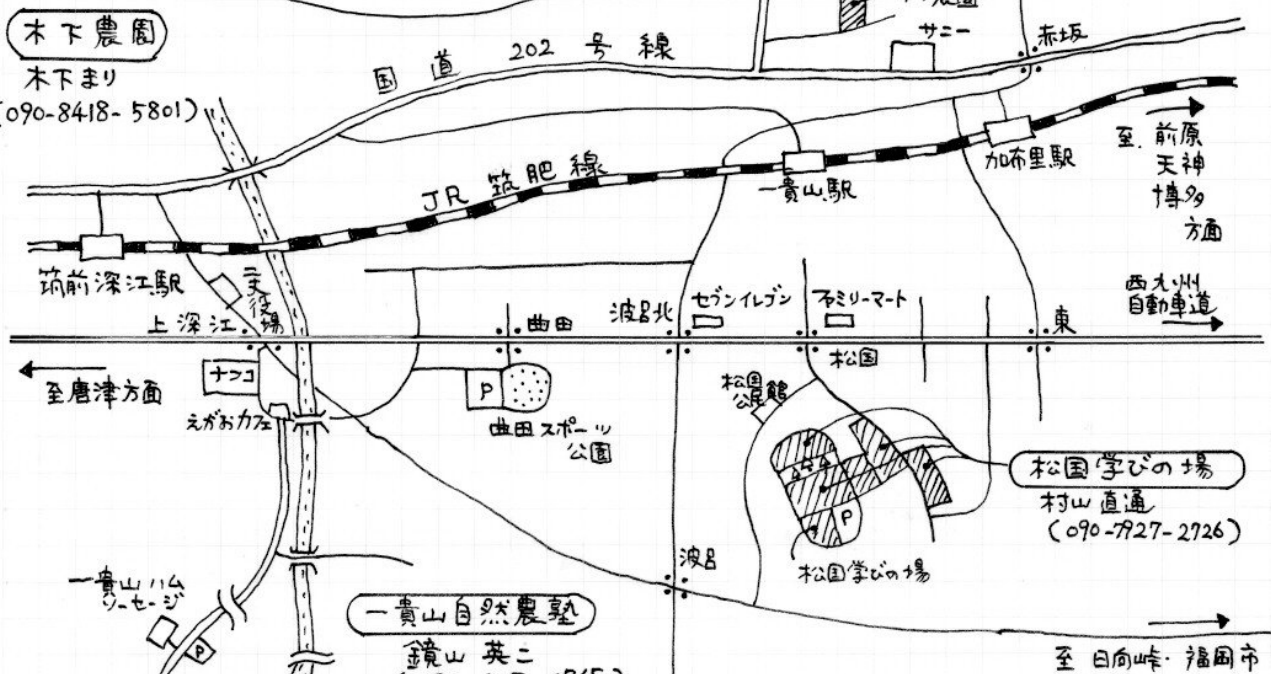 木下農園
木下まり
(090-8418-5801)
国道 202 号線
サニー
赤坂
JR 筑肥線
一貴山駅
加布里駅
至 前原
天神
博多
方面
筑前深江駅
二丈役場
上深江
曲田
波呂北
セブンイレブン
ファミリーマート
東
西九州
自動車道
至唐津方面
ナフコ
えがおカフェ
P
曲田スポーツ
公園
松国
松国
公民館
松国学びの場
村山直通
(090-7927-2726)
P
松国学びの場
波呂
一貴山ハム
ソーセージ
P
一貴山自然農塾
鏡山 英二
至 日向峠・福岡市